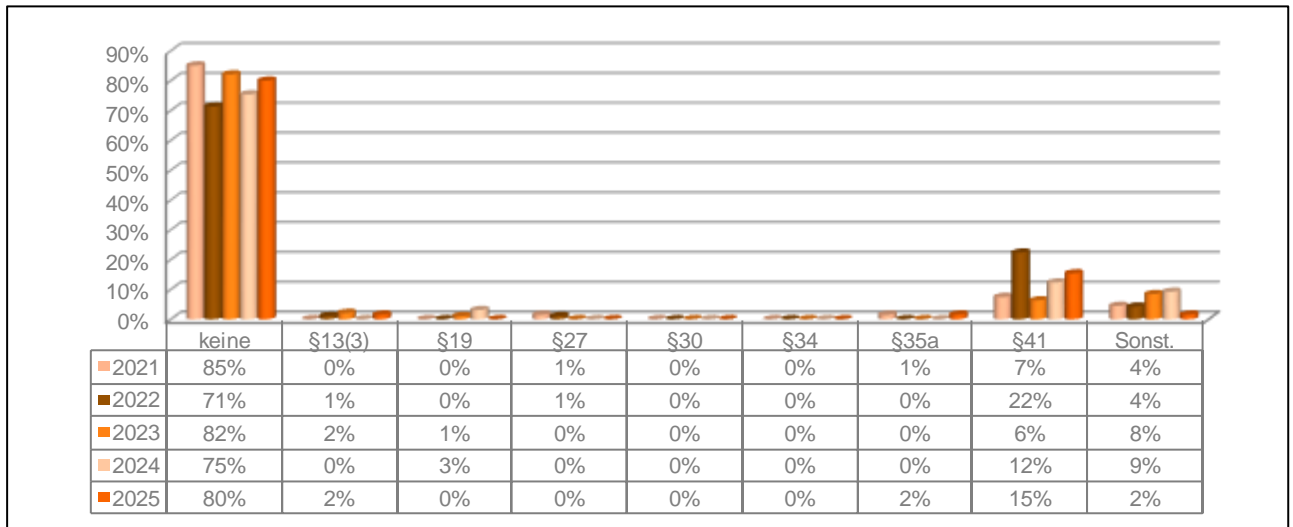 90%
80%
70%
60%
50%
40%
30%
20%
10%
0%
keine §13(3) §19 §27 §30 §34 §35a §41 Sonst.
2021 85% 0% 0% 1% 0% 0% 1% 7% 4%
2022 71% 1% 0% 1% 0% 0% 0% 22% 4%
2023 82% 2% 1% 0% 0% 0% 0% 6% 8%
2024 75% 0% 3% 0% 0% 0% 0% 12% 9%
2025 80% 2% 0% 0% 0% 0% 2% 15% 2%